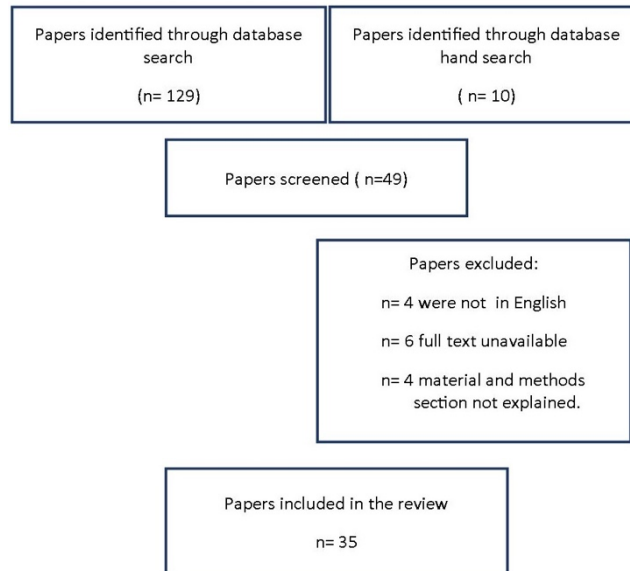 Papers identified through database
search
(n= 129)
Papers identified through database
hand search
( n= 10)
Papers screened ( n=49)
Papers excluded:
n= 4 were not in English
n= 6 full text unavailable
n= 4 material and methods
section not explained.
Papers included in the review
n= 35